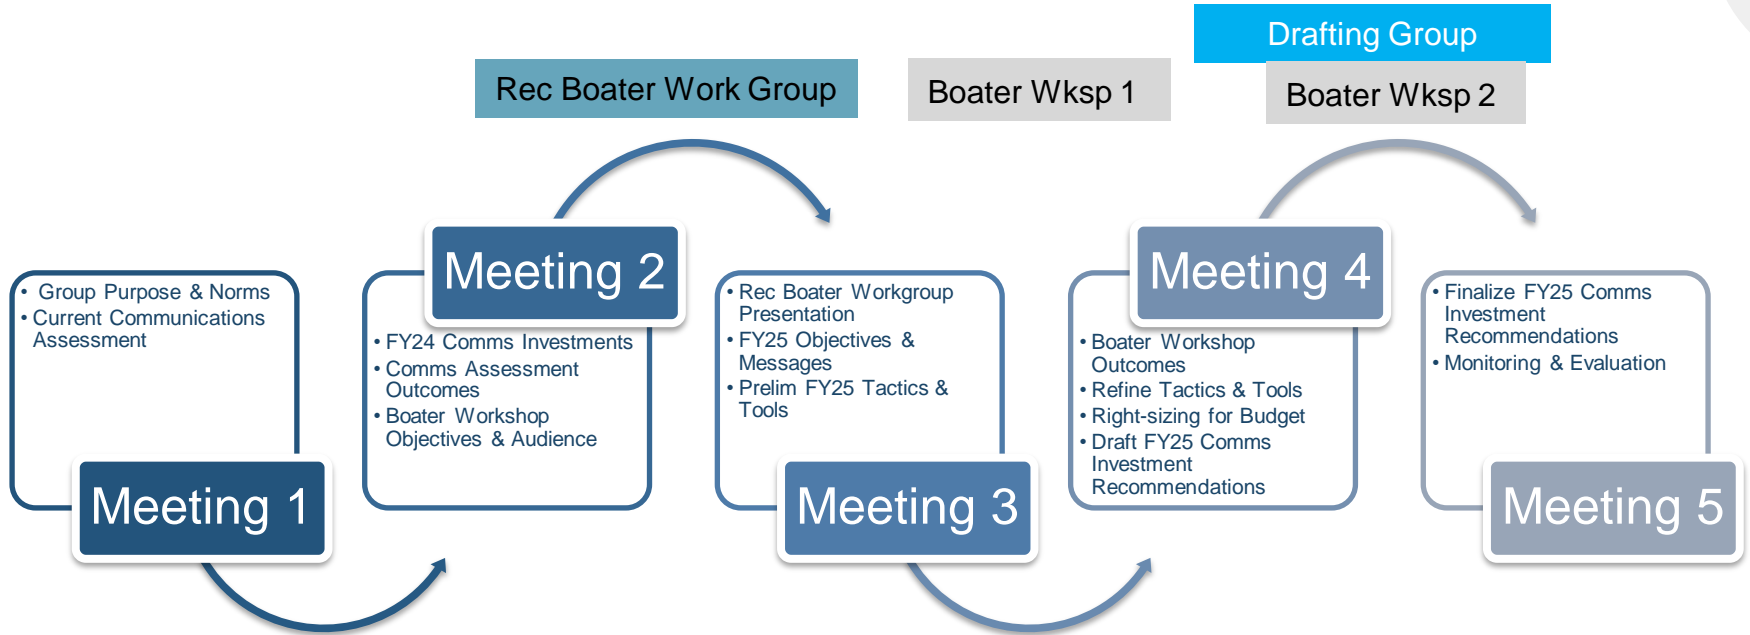 Drafting Group
Rec Boater Work Group
Boater Wksp 1
Boater Wksp 2
• Group Purpose & Norms
• Current Communications
Assessment
Meeting 1
Meeting 2
• FY24 Comms Investments
• Comms Assessment
Outcomes
• Boater Workshop
Objectives & Audience
• Rec Boater Workgroup
Presentation
• FY25 Objectives &
Messages
• Prelim FY25 Tactics &
Tools
Meeting 3
Meeting 4
• Boater Workshop
Outcomes
• Refine Tactics & Tools
• Right-sizing for Budget
• Draft FY25 Comms
Investment
Recommendations
• Finalize FY25 Comms
Investment
Recommendations
• Monitoring & Evaluation
Meeting 5